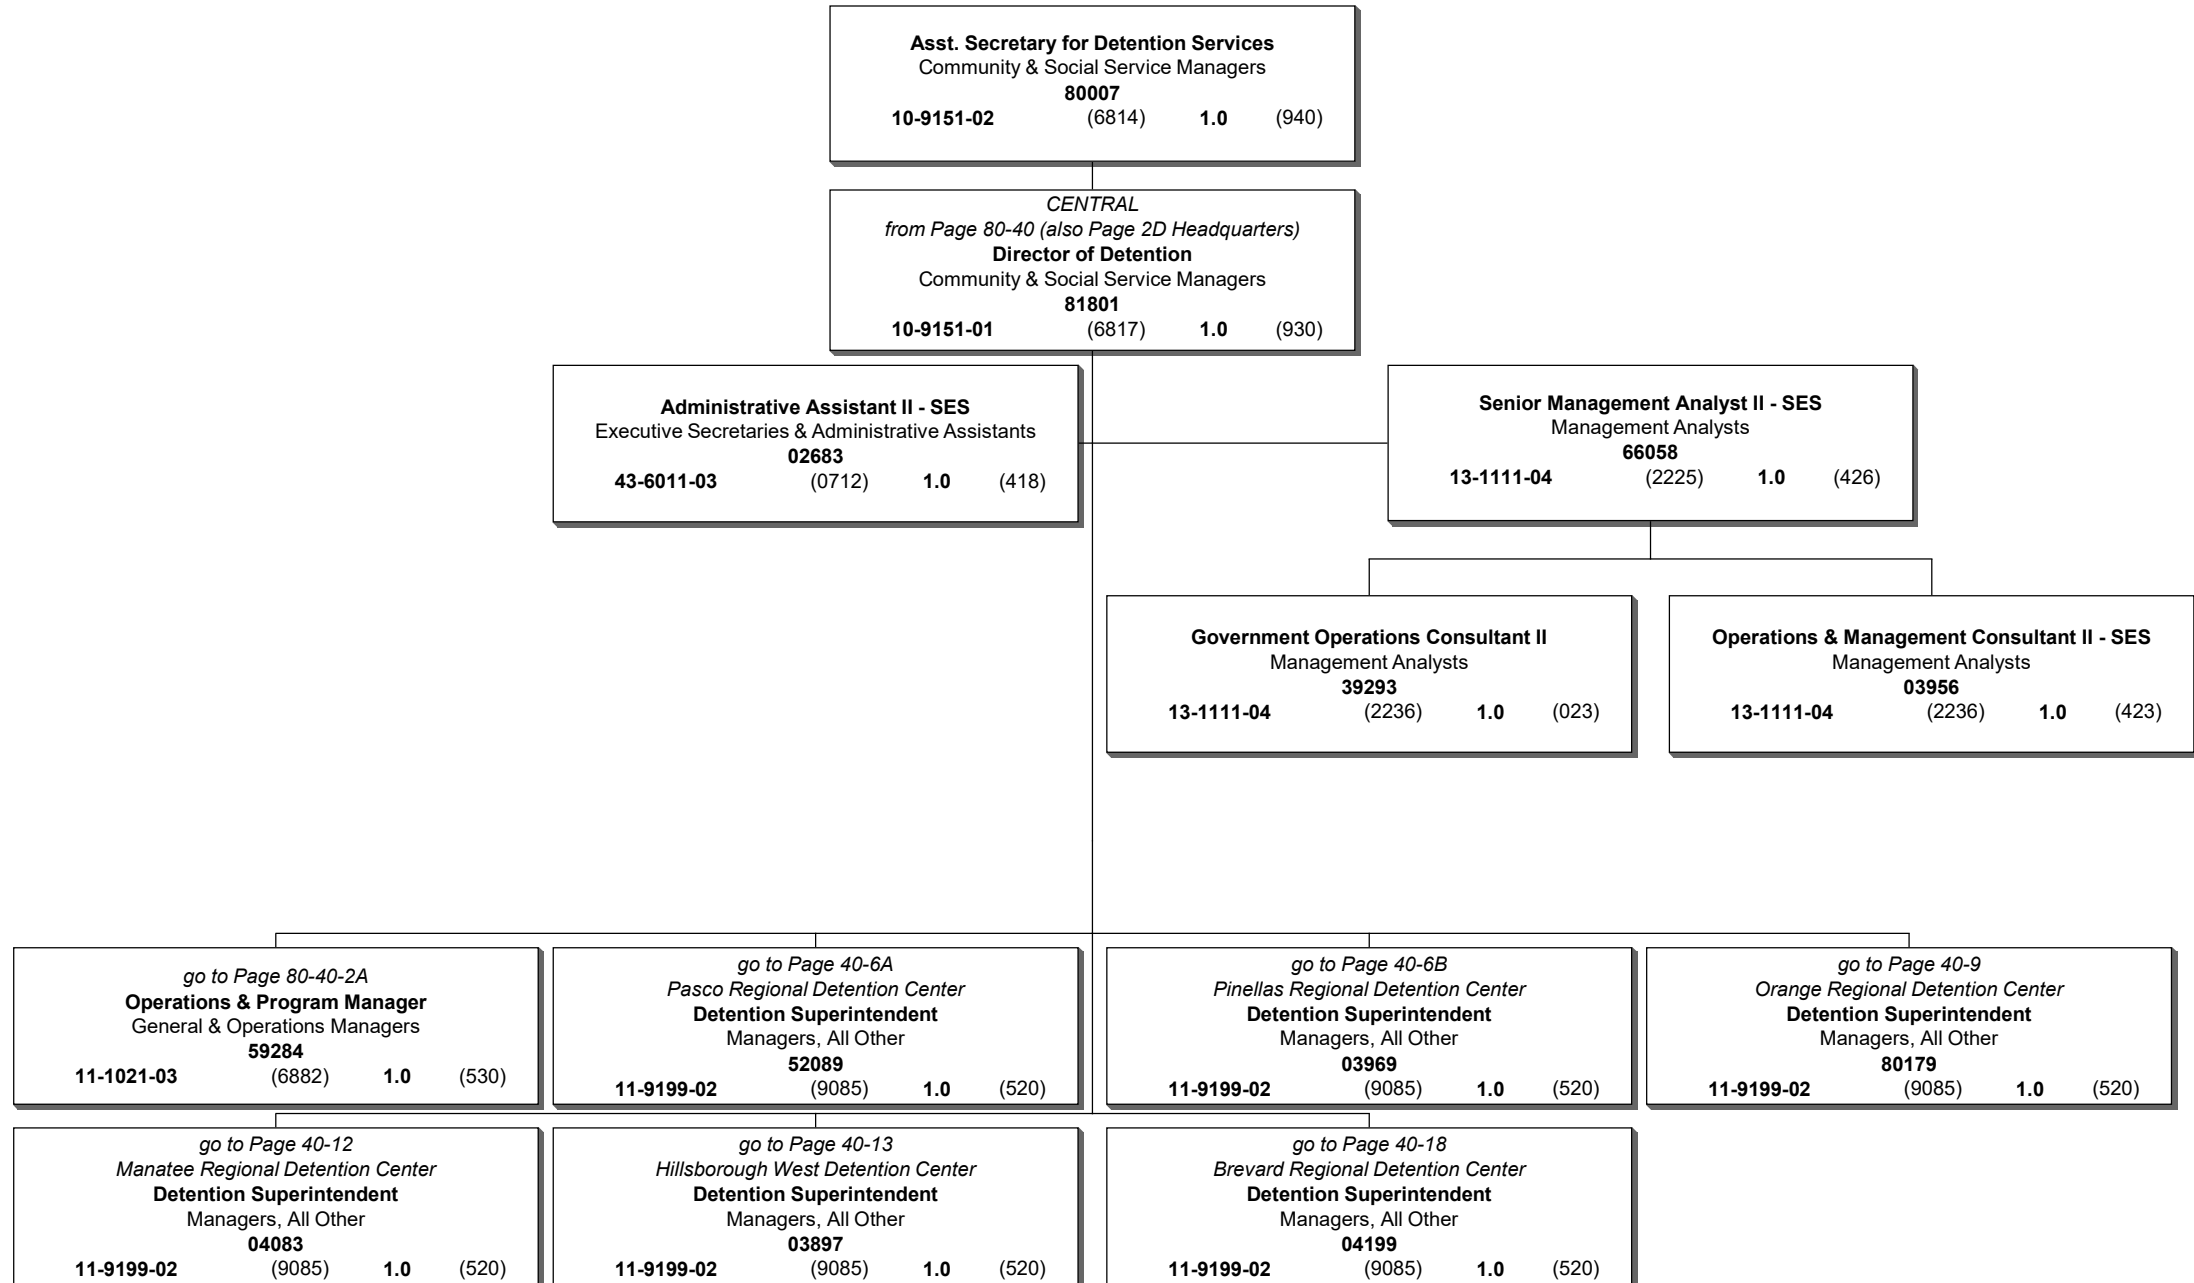 Asst. Secretary for Detention Services
Community & Social Service Managers
80007
10-9151-02 (6814) 1.0 (940)
CENTRAL
from Page 80-40 (also Page 2D Headquarters)
Director of Detention
Community & Social Service Managers
81801
10-9151-01 (6817) 1.0 (930)
Administrative Assistant II - SES
Executive Secretaries & Administrative Assistants
02683
43-6011-03 (0712) 1.0 (418)
Senior Management Analyst II - SES
Management Analysts
66058
13-1111-04 (2225) 1.0 (426)
Government Operations Consultant II
Management Analysts
39293
13-1111-04 (2236) 1.0 (023)
Operations & Management Consultant II - SES
Management Analysts
03956
13-1111-04 (2236) 1.0 (423)
go to Page 80-40-2A
Operations & Program Manager
General & Operations Managers
59284
11-1021-03 (6882) 1.0 (530)
go to Page 40-6A
Pasco Regional Detention Center
Detention Superintendent
Managers, All Other
52089
11-9199-02 (9085) 1.0 (520)
go to Page 40-6B
Pinellas Regional Detention Center
Detention Superintendent
Managers, All Other
03969
11-9199-02 (9085) 1.0 (520)
go to Page 40-9
Orange Regional Detention Center
Detention Superintendent
Managers, All Other
80179
11-9199-02 (9085) 1.0 (520)
go to Page 40-12
Manatee Regional Detention Center
Detention Superintendent
Managers, All Other
04083
11-9199-02 (9085) 1.0 (520)
go to Page 40-13
Hillsborough West Detention Center
Detention Superintendent
Managers, All Other
03897
11-9199-02 (9085) 1.0 (520)
go to Page 40-18
Brevard Regional Detention Center
Detention Superintendent
Managers, All Other
04199
11-9199-02 (9085) 1.0 (520)